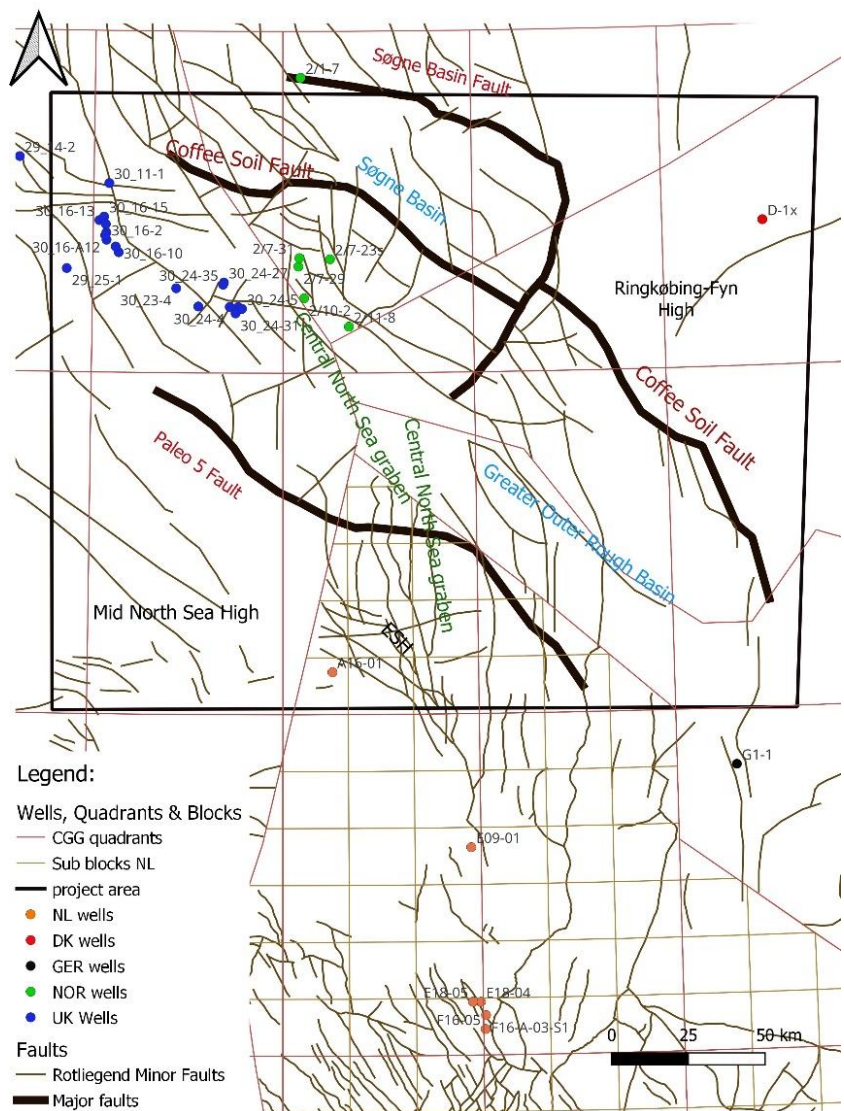 2/1-7
Søgne Basin Fault
29_14-2
Coffee Soil Fault
30_11-1
Søgne Basin
D-1x
30_16-13
30_16-15
30_16-2
30_16-A12
30_16-10
2/7-31
2/7-23s
29_25-1
30_24-35
30_24-27
2/7-29
Ringkøbing-Fyn
High
30_23-4
30_24-5
2/10-2
2/11-8
30_24-4
30_24-31
Central North Sea graben
Coffee Soil Fault
Paleo 5 Fault
Central North Sea graben
Greater Outer Rough Basin
Mid North Sea High
ESH
A16-01
G1-1
E09-01
E18-05
F18-04
F16-05
F16-A-03-S1
0
25
50 km
Legend:
Wells, Quadrants & Blocks
CGG quadrants
Sub blocks NL
project area
NL wells
DK wells
GER wells
NOR wells
UK Wells
Faults
Rotliegend Minor Faults
Major faults